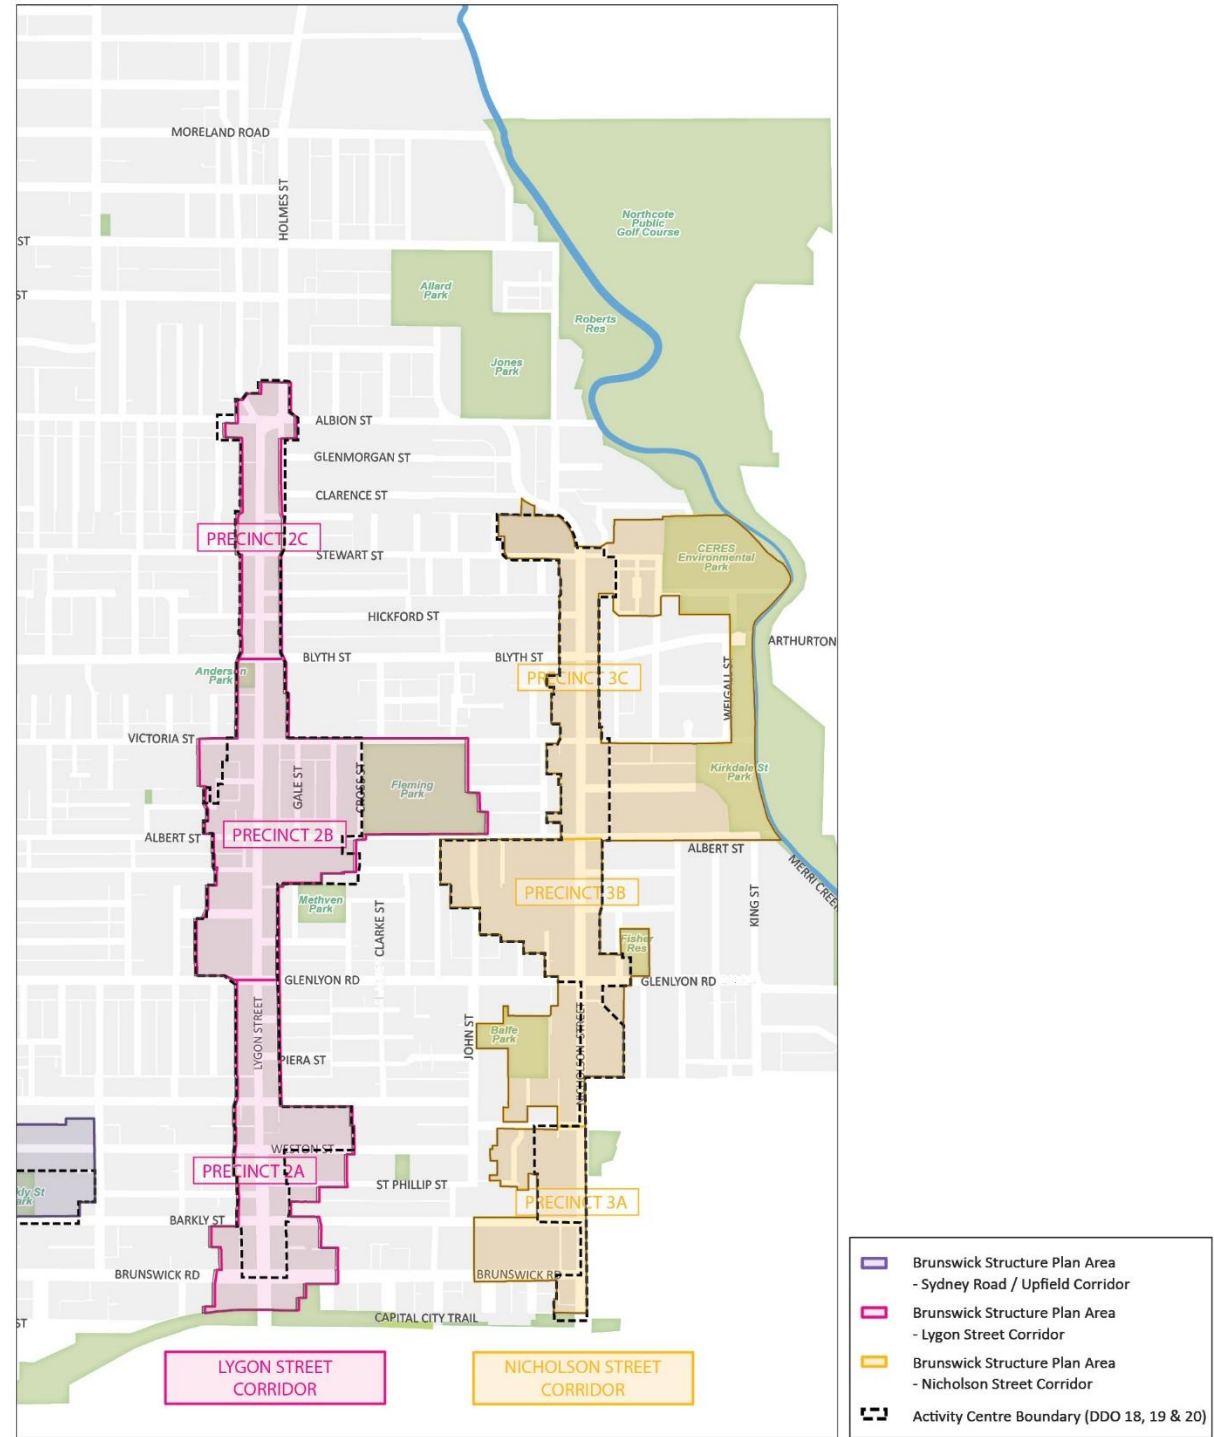 MORELAND ROAD
HOLMES ST
Northcote
Public
Golf Course
ST
Allard
Park
ST
Roberts
Res
Jones
Park
ALBION ST
GLENMORGAN ST
CLARENCE ST
PRECINCT 2C
STEWART ST
CERES
Environmental
Park
HICKFORD ST
ARTHURTON
BLYTH ST
BLYTH ST
Anderson
Park
PRECINCT 3C
WEIGALL ST
VICTORIA ST
GALE ST
CROSS ST
Fleming
Park
Kirkdale St
Park
ALBERT ST
PRECINCT 2B
ALBERT ST
MERRI CREEK
PRECINCT 3B
Methven
Park
CLARKE ST
KING ST
Fisher
Res
GLENLYON RD
GLENLYON RD
LYGON STREET
JOHN ST
Balfe
Park
NICHOLSON STREET
PIERA ST
WESTON ST
PRECINCT 2A
ST PHILLIP ST
kly St
ark
PRECINCT 3A
BARKLY ST
BRUNSWICK RD
BRUNSWICK RD
ST
CAPITAL CITY TRAIL
LYGON STREET
CORRIDOR
NICHOLSON STREET
CORRIDOR
Brunswick Structure Plan Area
- Sydney Road / Upfield Corridor
Brunswick Structure Plan Area
- Lygon Street Corridor
Brunswick Structure Plan Area
- Nicholson Street Corridor
Activity Centre Boundary (DDO 18, 19 & 20)